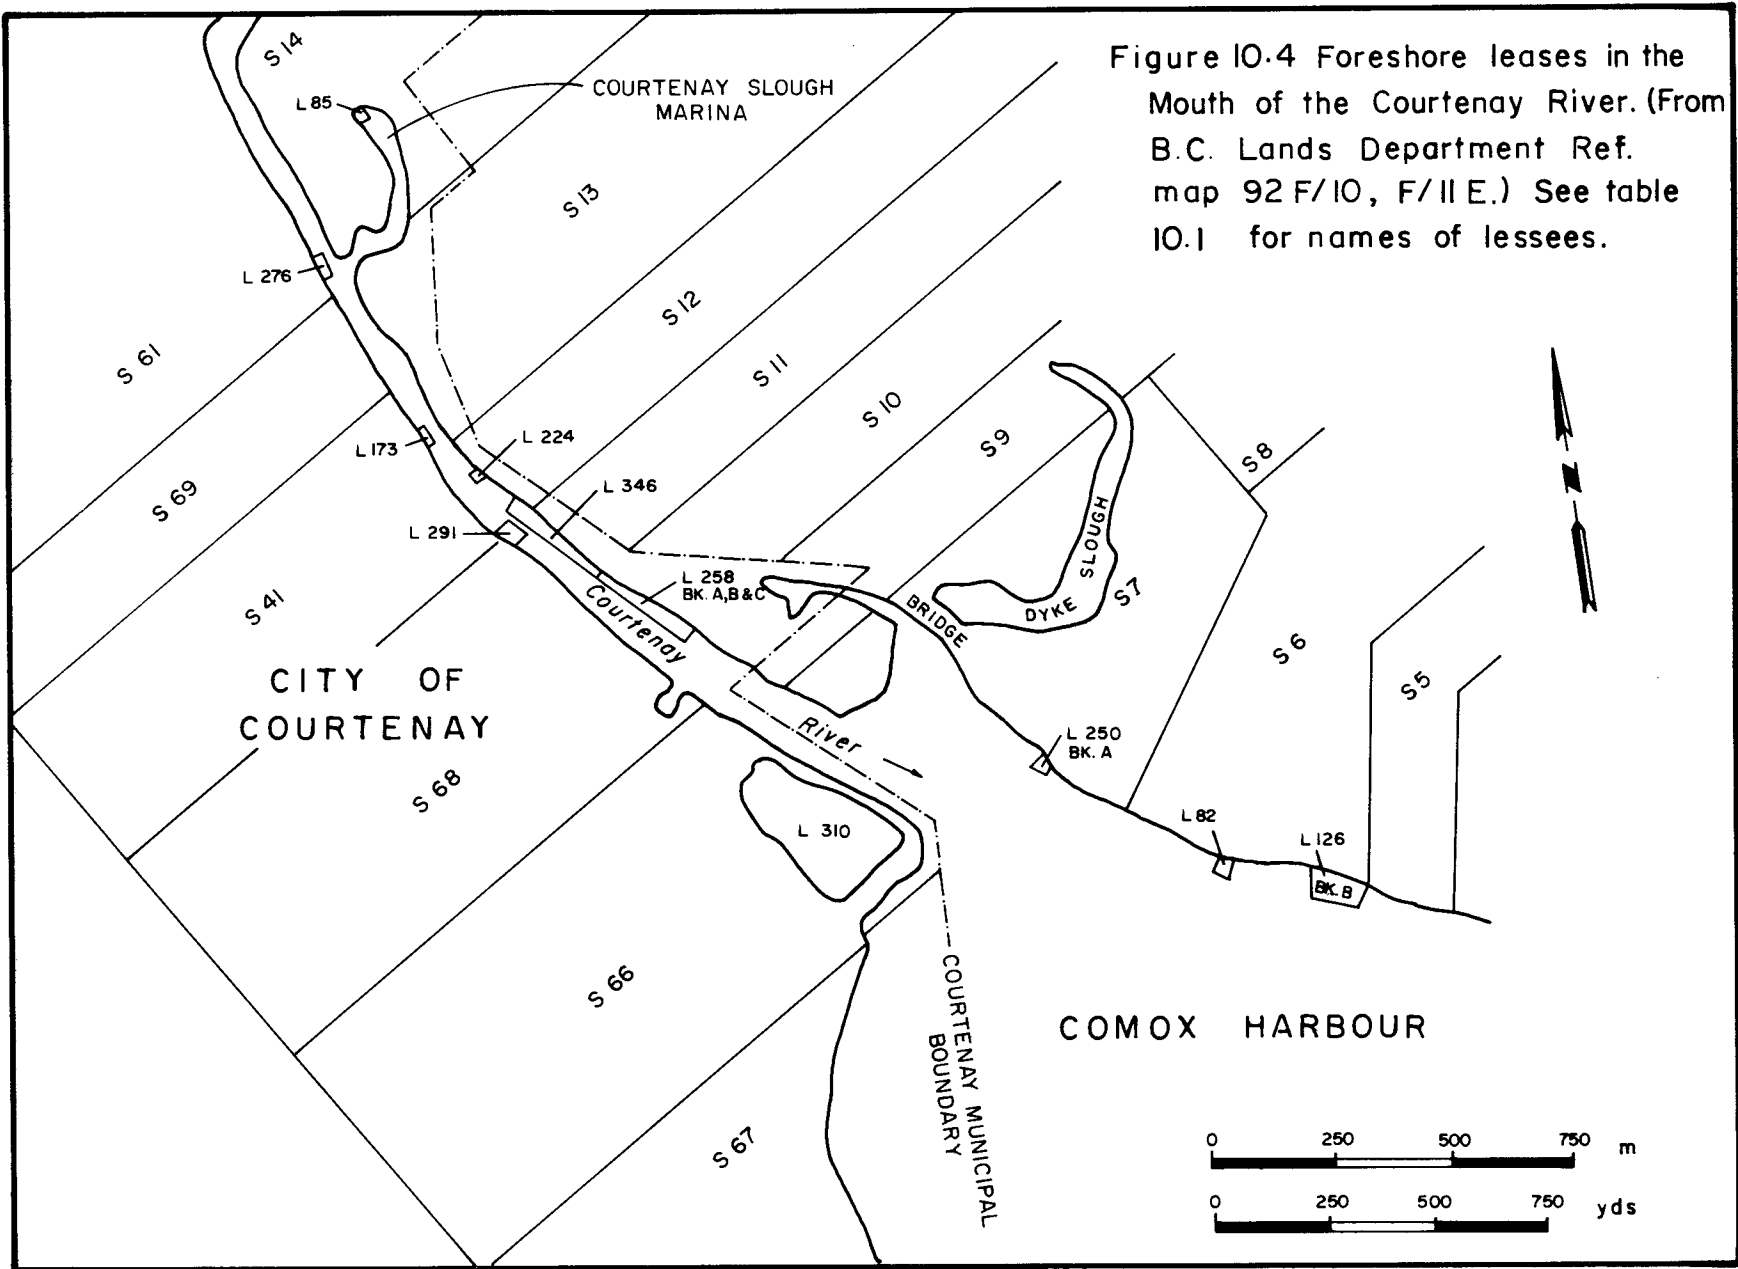 Figure 10.4 Foreshore leases in the
Mouth of the Courtenay River. (From
B.C. Lands Department Ref.
map 92 F/10, F/11 E.) See table
10.1 for names of lessees.
S 14
COURTENAY SLOUGH
MARINA
L 85
S 13
L 276
S 12
S 61
S 11
S 10
L 173
L 224
S 9
S 8
S 69
L 346
L 291
SLOUGH
DYKE
S 7
L 258
BK. A,B & C
Courtenay
BRIDGE
S 41
S 6
S 5
CITY OF
COURTENAY
River
L 250
BK. A
S 68
L 310
L 82
L 126
BK. B
S 66
COURTENAY MUNICIPAL
BOUNDARY
COMOX HARBOUR
S 67
0 250 500 750 m
0 250 500 750 yds
N